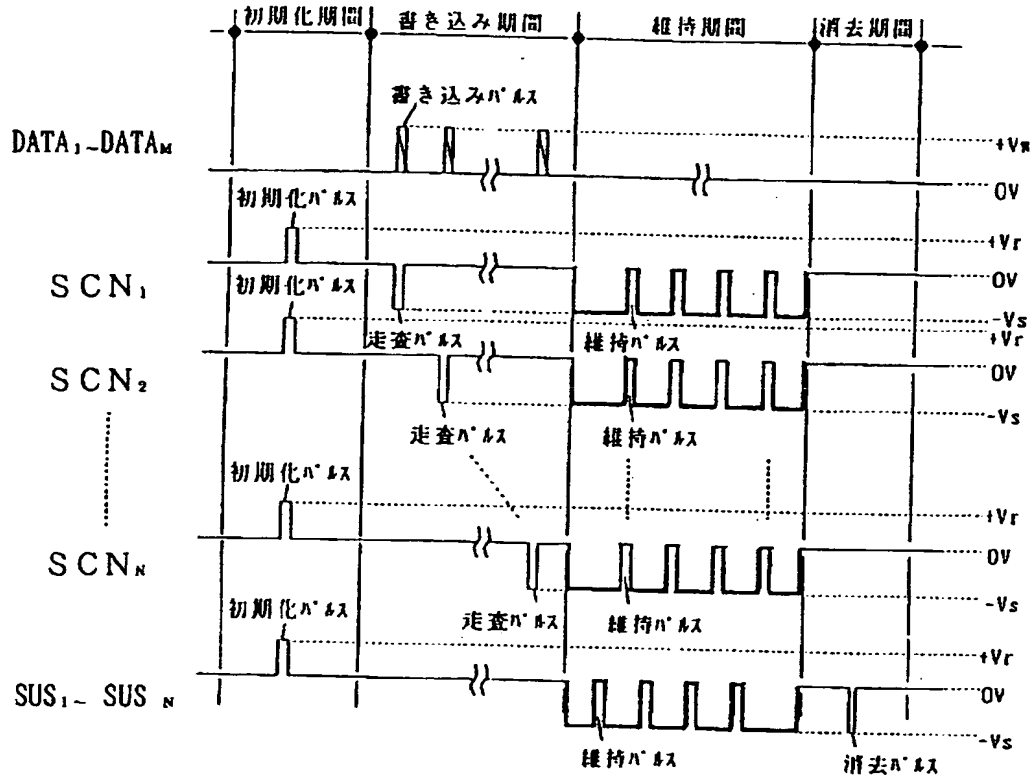 初期化期間 書き込み期間 維持期間 消去期間
書き込みパルス
DATA₁~DATAM +Vw
0V
初期化パルス
+Vr
SCN₁ 初期化パルス 0V
-Vs
走査パルス 維持パルス +Vr
SCN₂ 0V
-Vs
走査パルス 維持パルス
初期化パルス
+Vr
SCNN 0V
-Vs
初期化パルス 走査パルス 維持パルス
+Vr
SUS₁~ SUS N 0V
-Vs
維持パルス 消去パルス